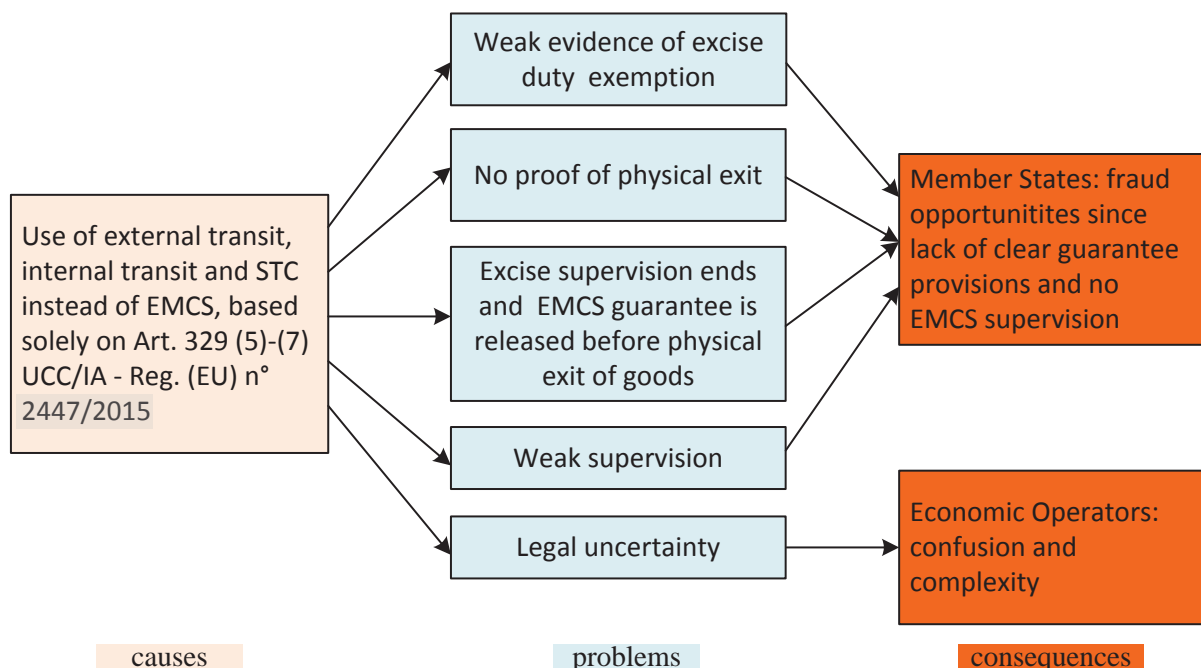 Weak evidence of excise
duty exemption
No proof of physical exit
Use of external transit,
internal transit and STC
instead of EMCS, based
solely on Art. 329 (5)-(7)
UCC/IA - Reg. (EU) n°
2447/2015
Excise supervision ends
and EMCS guarantee is
released before physical
exit of goods
Weak supervision
Legal uncertainty
Member States: fraud
opportunitites since
lack of clear guarantee
provisions and no
EMCS supervision
Economic Operators:
confusion and
complexity
causes
problems
consequences